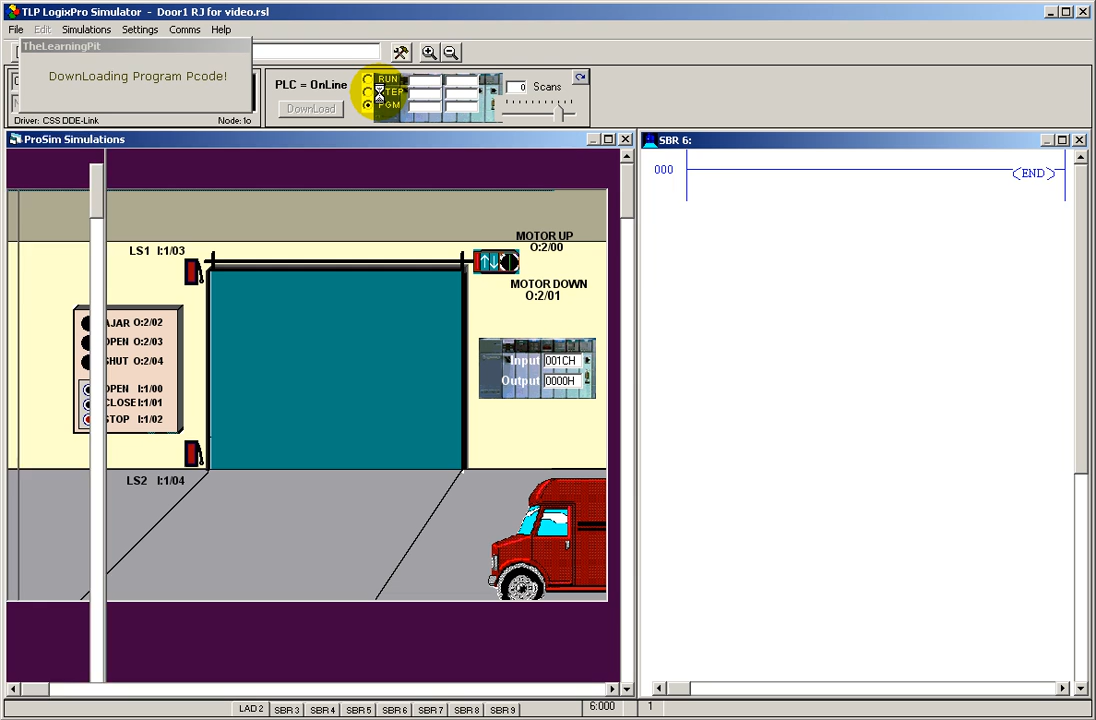 TLP LogixPro Simulator - Door1 RJ for video.rsl
File Edit Simulations Settings Comms Help
TheLearningPit
DownLoading Program Pcode!
Driver: CSS DDE-Link
PLC = OnLine
DownLoad
RUN
PGM
0 Scans
ProSim Simulations
SBR 6:
000
END
LS1 I:1/03
MOTOR UP
O:2/00
MOTOR DOWN
O:2/01
AJAR O:2/02
OPEN O:2/03
SHUT O:2/04
OPEN I:1/00
CLOSE I:1/01
STOP I:1/02
Input 001CH
Output 0000H
LS2 I:1/04
LAD 2 SBR 3 SBR 4 SBR 5 SBR 6 SBR 7 SBR 8 SBR 9
6:000
1